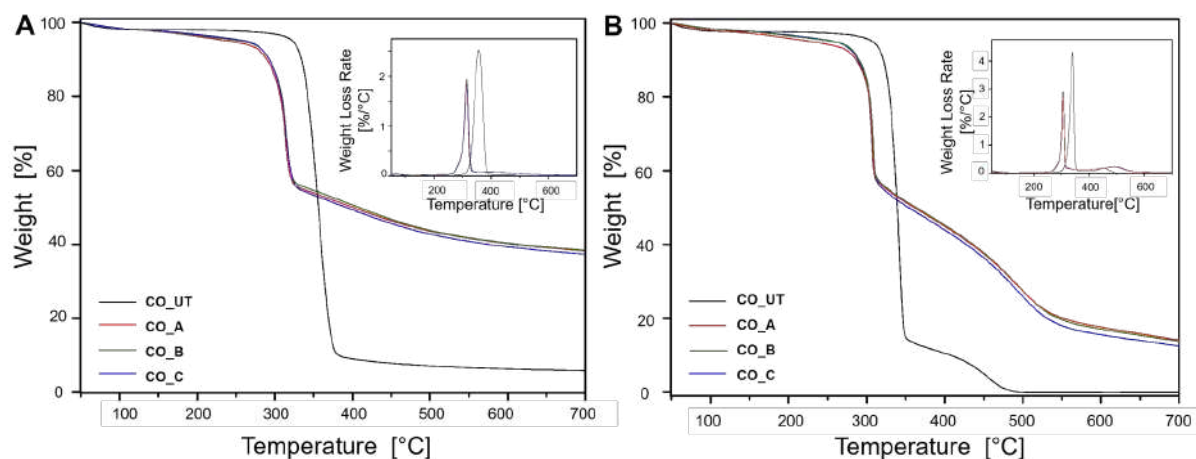 A
Weight [%]
100
80
60
40
20
0
100
200
300
400
500
600
700
Temperature [°C]
CO_UT
CO_A
CO_B
CO_C
Weight Loss Rate
[%/°C]
2
1
0
200
400
600
Temperature [°C]
B
Weight [%]
100
80
60
40
20
0
100
200
300
400
500
600
700
Temperature [°C]
CO_UT
CO_A
CO_B
CO_C
Weight Loss Rate
[%/°C]
4
3
2
1
0
200
400
600
Temperature[°C]